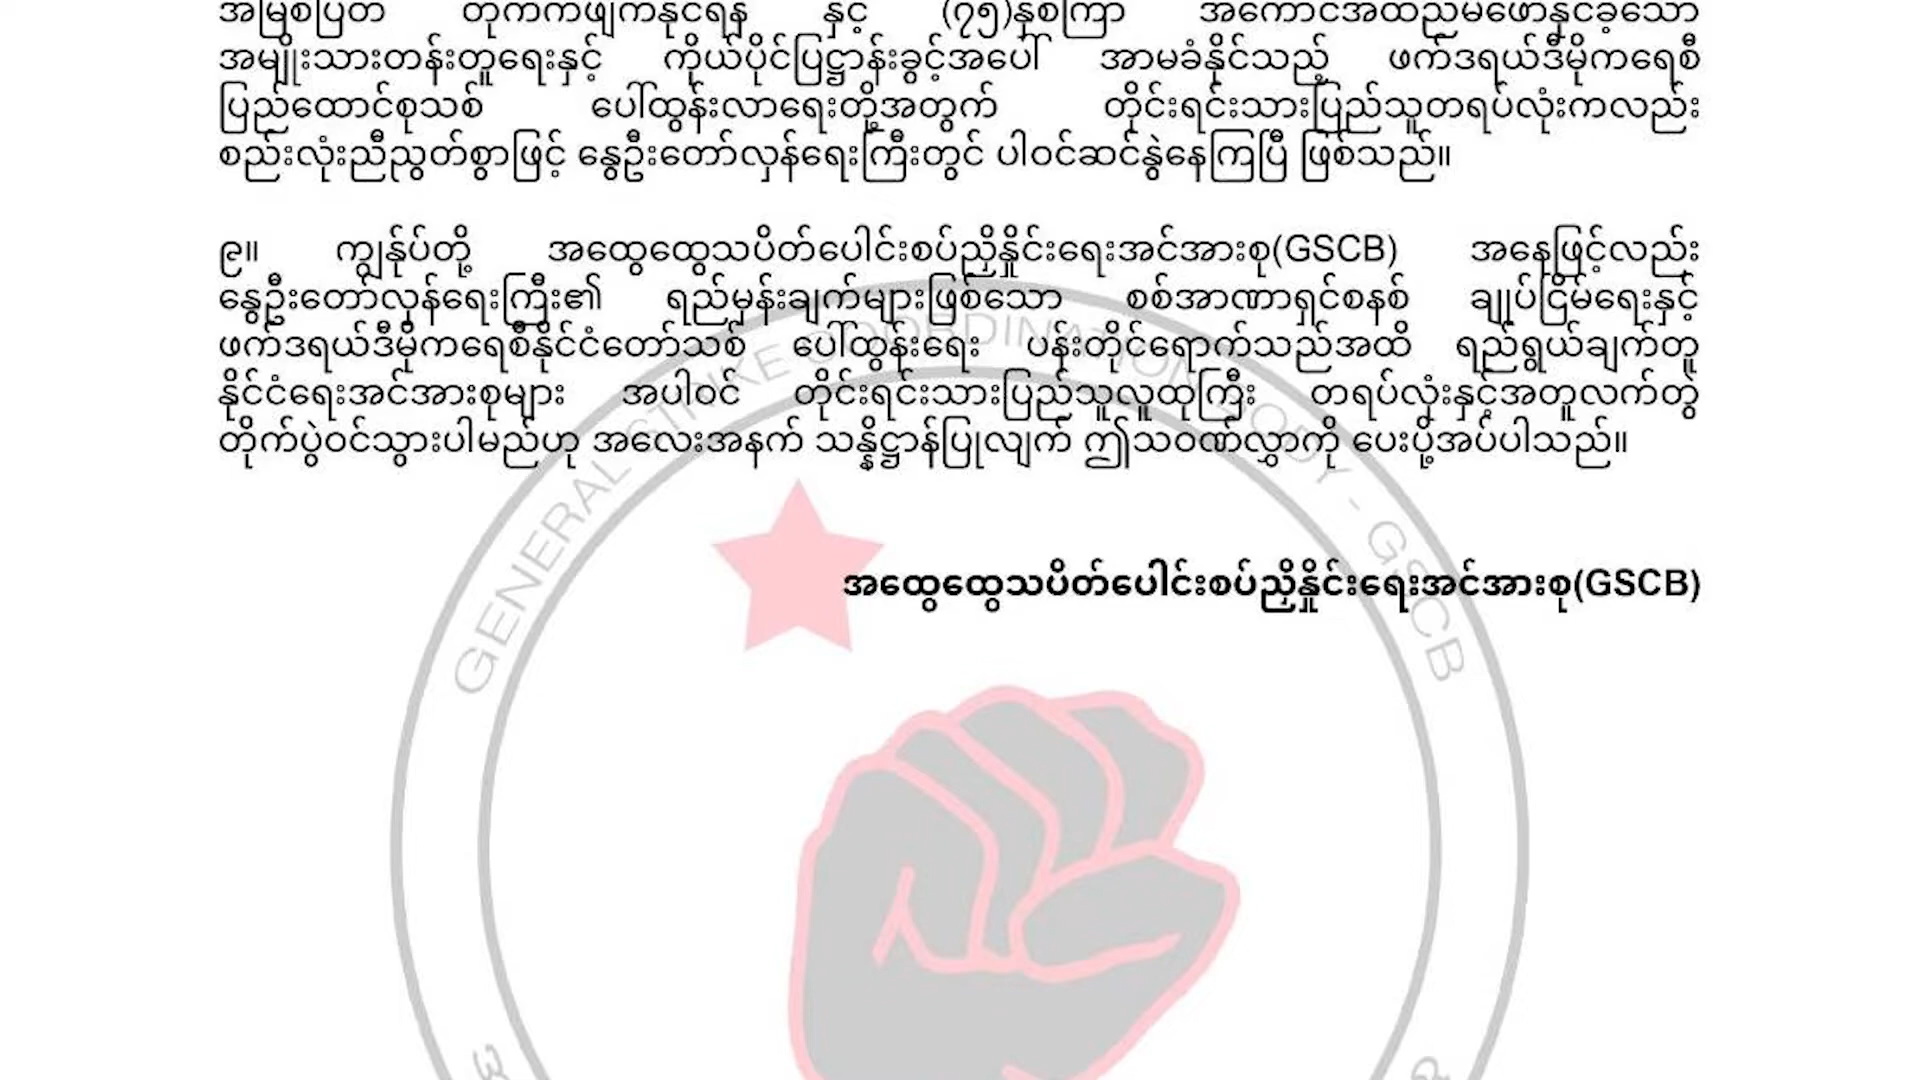 အမြစ်ပြတ် တိုက်ဖျက်နိုင်ရန် နှင့် (၇၅)နှစ်ကြာ အကောင်အထည်မဖော်နိုင်ခဲ့သော
အမျိုးသားတန်းတူရေးနှင့် ကိုယ်ပိုင်ပြဋ္ဌာန်းခွင့်အပေါ် အာမခံနိုင်သည့် ဖက်ဒရယ်ဒီမိုကရေစီ
ပြည်ထောင်စုသစ် ပေါ်ထွန်းလာရေးတို့အတွက် တိုင်းရင်းသားပြည်သူတရပ်လုံးကလည်း
စည်းလုံးညီညွတ်စွာဖြင့် နွေဦးတော်လှန်ရေးကြီးတွင် ပါဝင်ဆင်နွှဲနေကြပြီ ဖြစ်သည်။
၉။ ကျွန်ုပ်တို့ အထွေထွေသပိတ်ပေါင်းစပ်ညှိနှိုင်းရေးအင်အားစု(GSCB) အနေဖြင့်လည်း
နွေဦးတော်လှန်ရေးကြီး၏ ရည်မှန်းချက်များဖြစ်သော စစ်အာဏာရှင်စနစ် ချုပ်ငြိမ်းရေးနှင့်
ဖက်ဒရယ်ဒီမိုကရေစီနိုင်ငံတော်သစ် ပေါ်ထွန်းရေး ပန်းတိုင်ရောက်သည်အထိ ရည်ရွယ်ချက်တူ
နိုင်ငံရေးအင်အားစုများ အပါဝင် တိုင်းရင်းသားပြည်သူလူထုကြီး တရပ်လုံးနှင့်အတူလက်တွဲ
တိုက်ပွဲဝင်သွားပါမည်ဟု အလေးအနက် သန္နိဋ္ဌာန်ပြုလျက် ဤသဝဏ်လွှာကို ပေးပို့အပ်ပါသည်။
GENERAL STRIKE COORDINATION BODY - GSCB
အထွေထွေသပိတ်ပေါင်းစပ်ညှိနှိုင်းရေးအင်အားစု(GSCB)